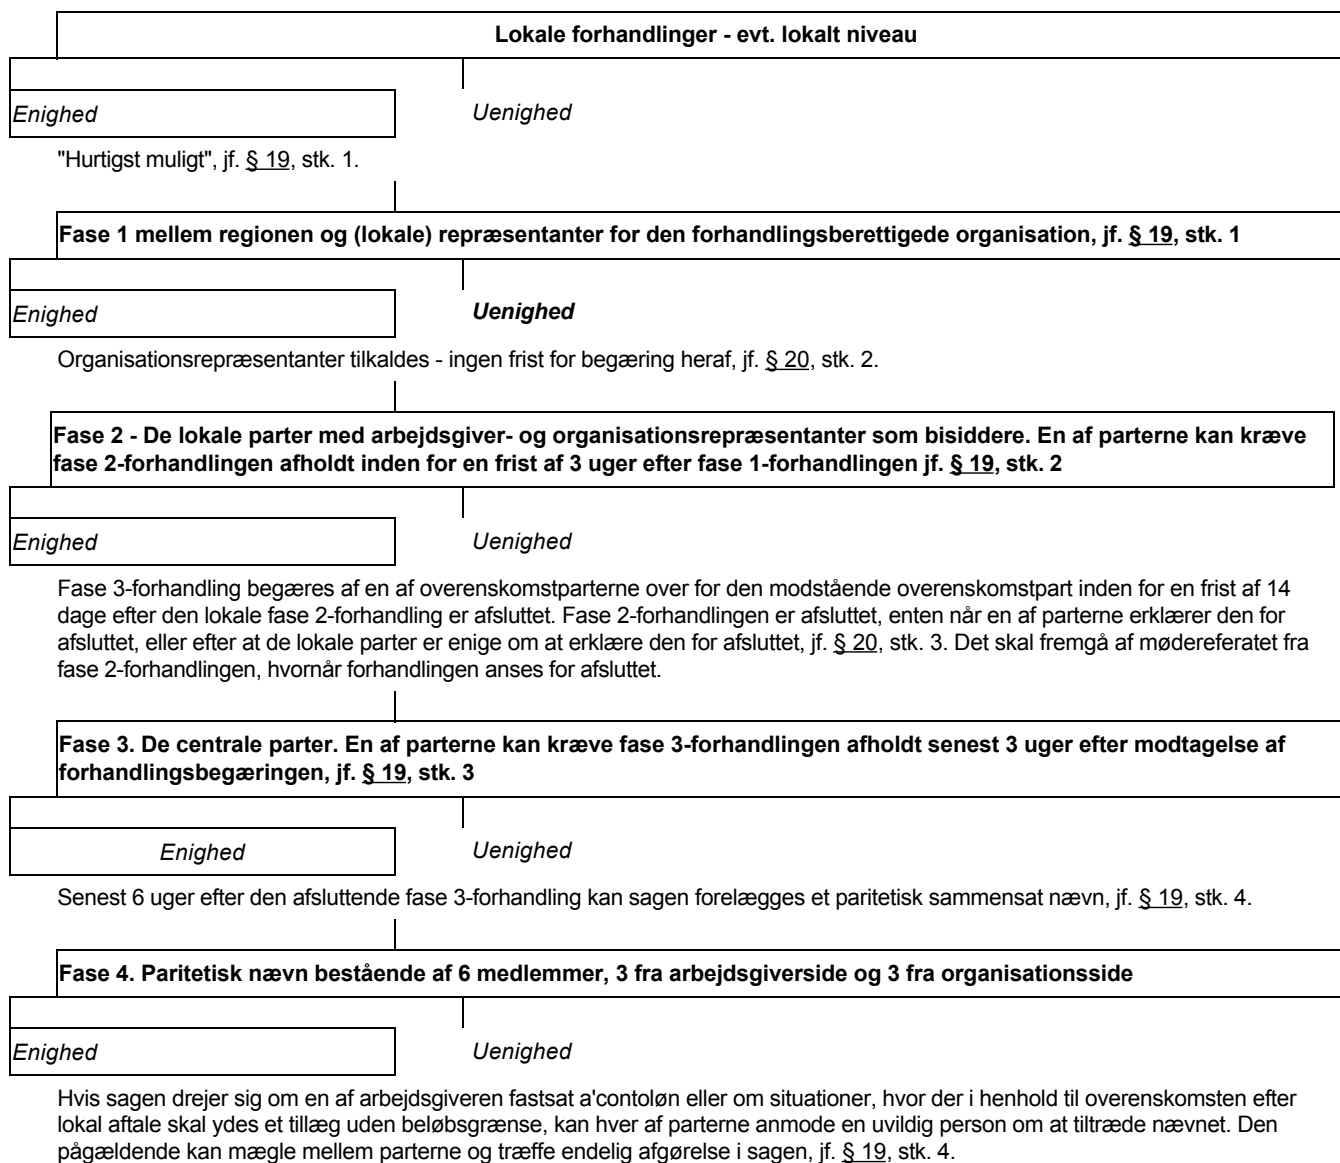 Lokale forhandlinger - evt. lokalt niveau
Enighed
Uenighed
"Hurtigst muligt", jf. § 19, stk. 1.
Fase 1 mellem regionen og (lokale) repræsentanter for den forhandlingsberettigede organisation, jf. § 19, stk. 1
Enighed
Uenighed
Organisationsrepræsentanter tilkaldes - ingen frist for begæring heraf, jf. § 20, stk. 2.
Fase 2 - De lokale parter med arbejdsgiver- og organisationsrepræsentanter som bisiddere. En af parterne kan kræve
fase 2-forhandlingen afholdt inden for en frist af 3 uger efter fase 1-forhandlingen jf. § 19, stk. 2
Enighed
Uenighed
Fase 3-forhandling begæres af en af overenskomstparterne over for den modstående overenskomstpart inden for en frist af 14
dage efter den lokale fase 2-forhandling er afsluttet. Fase 2-forhandlingen er afsluttet, enten når en af parterne erklærer den for
afsluttet, eller efter at de lokale parter er enige om at erklære den for afsluttet, jf. § 20, stk. 3. Det skal fremgå af mødereferatet fra
fase 2-forhandlingen, hvornår forhandlingen anses for afsluttet.
Fase 3. De centrale parter. En af parterne kan kræve fase 3-forhandlingen afholdt senest 3 uger efter modtagelse af
forhandlingsbegæringen, jf. § 19, stk. 3
Enighed
Uenighed
Senest 6 uger efter den afsluttende fase 3-forhandling kan sagen forelægges et paritetisk sammensat nævn, jf. § 19, stk. 4.
Fase 4. Paritetisk nævn bestående af 6 medlemmer, 3 fra arbejdsgiverside og 3 fra organisationsside
Enighed
Uenighed
Hvis sagen drejer sig om en af arbejdsgiveren fastsat a'contoløn eller om situationer, hvor der i henhold til overenskomsten efter
lokal aftale skal ydes et tillæg uden beløbsgrænse, kan hver af parterne anmode en uvildig person om at tiltræde nævnet. Den
pågældende kan mægle mellem parterne og træffe endelig afgørelse i sagen, jf. § 19, stk. 4.